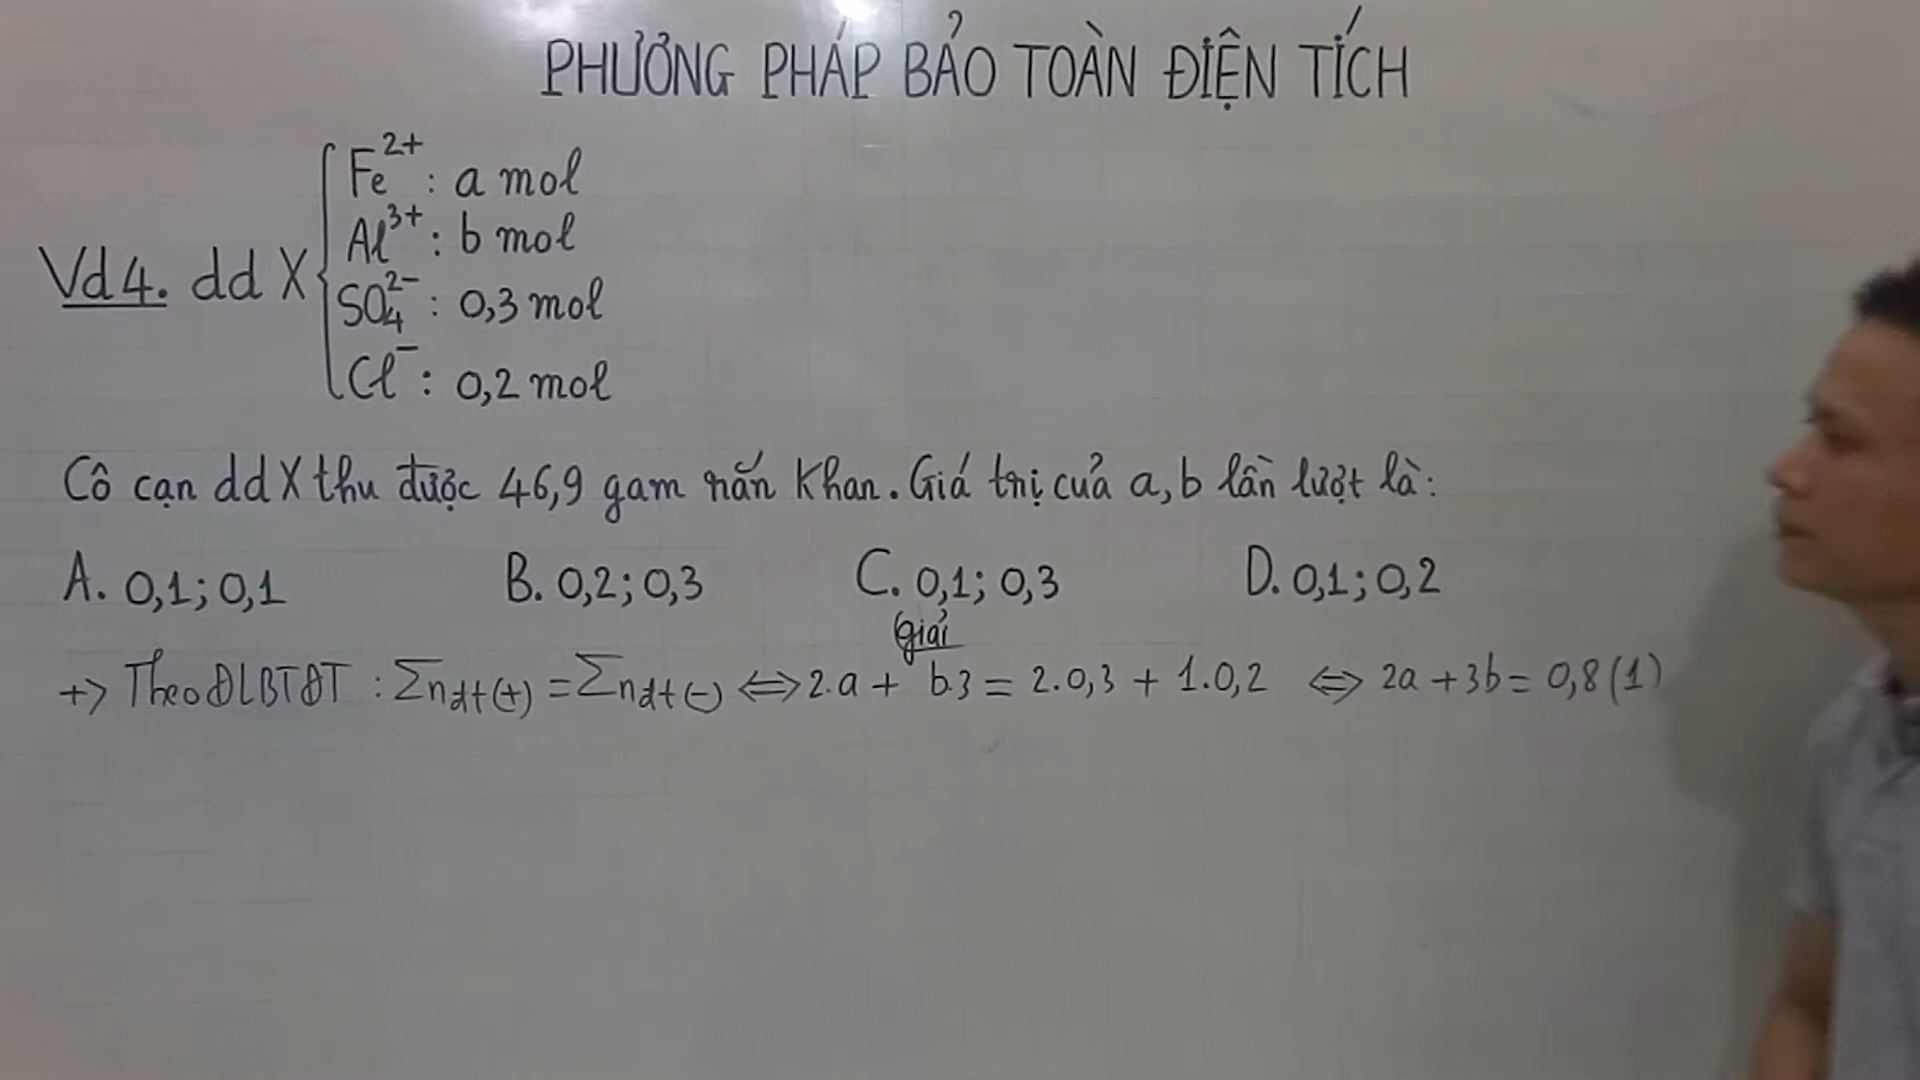 PHƯƠNG PHÁP BẢO TOÀN ĐIỆN TÍCH
Vd4. dd X
Fe²⁺ : a mol
Al³⁺ : b mol
SO₄²⁻ : 0,3 mol
Cl⁻ : 0,2 mol
Cô cạn dd X thu được 46,9 gam rắn khan. Giá trị của a, b lần lượt là:
A. 0,1; 0,1 B. 0,2; 0,3 C. 0,1; 0,3 D. 0,1; 0,2
Giải
+> Theo ĐLBTĐT : Σnđt(+) = Σnđt(-) ⟺ 2.a + b.3 = 2.0,3 + 1.0,2 ⟺ 2a + 3b = 0,8 (1)